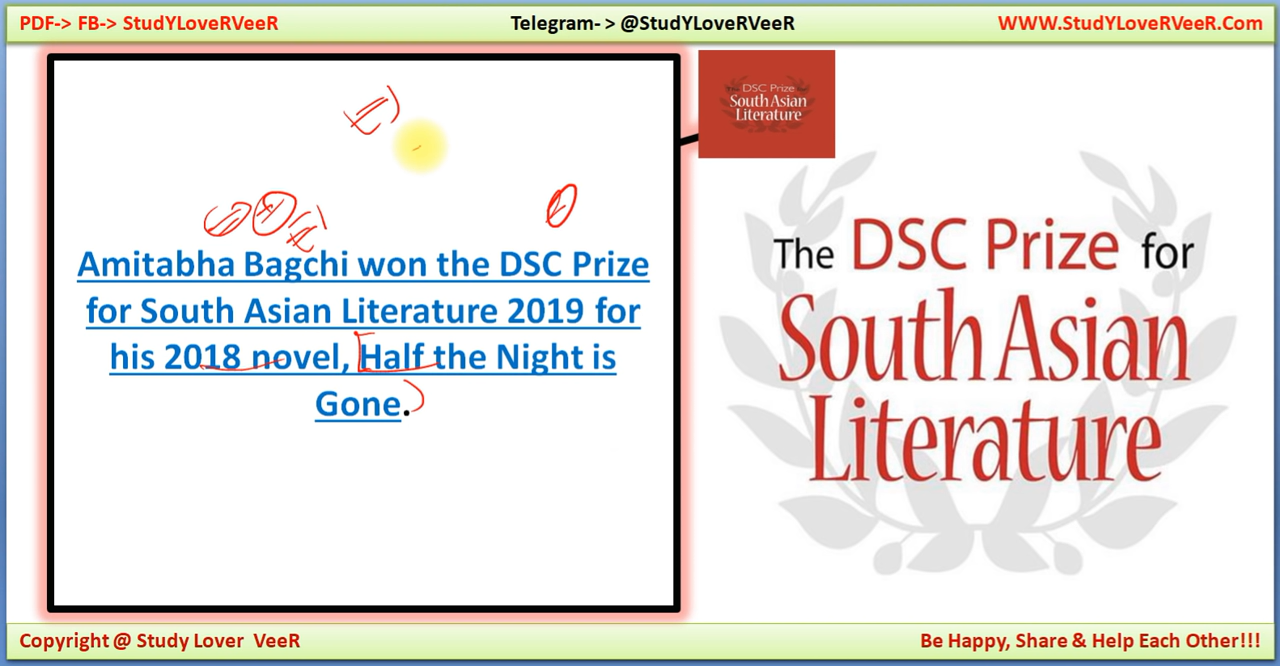 PDF-> FB-> StudYLoveRVeeR
Telegram- > @StudYLoveRVeeR
WWW.StudYLoveRVeeR.Com
The DSC Prize for
South Asian
Literature
Amitabha Bagchi won the DSC Prize
for South Asian Literature 2019 for
his 2018 novel, Half the Night is
Gone.
The DSC Prize for
South Asian
Literature
Copyright @ Study Lover VeeR
Be Happy, Share & Help Each Other!!!